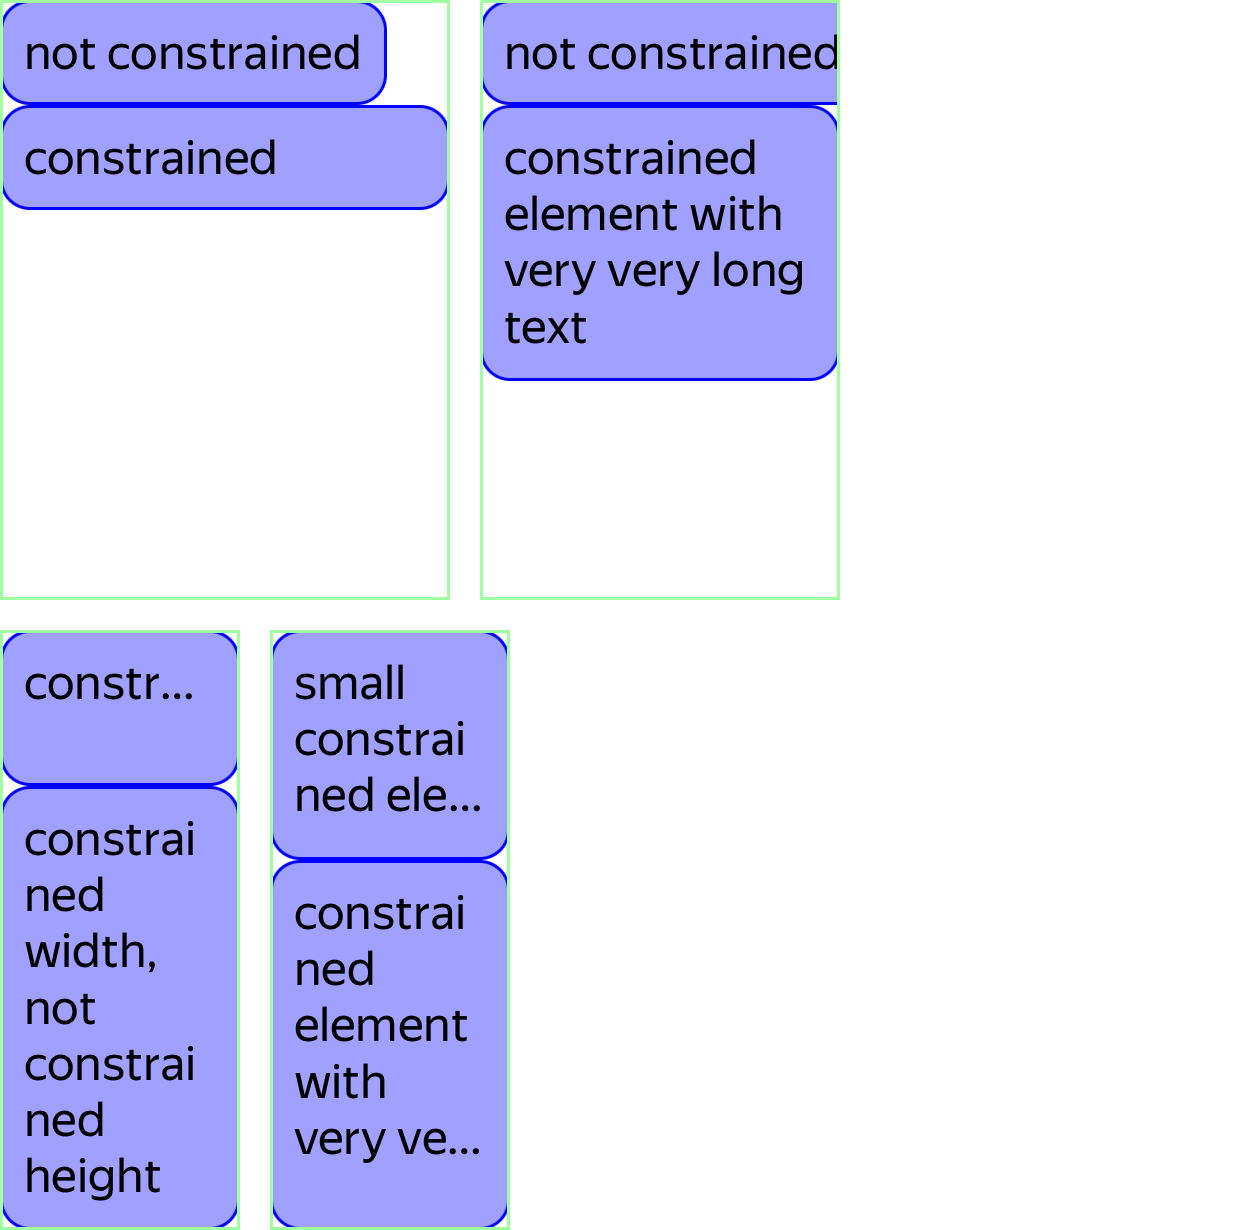 not constrained
constrained
not constrained
constrained
element with
very very long
text
constr...
constrai
ned
width,
not
constrai
ned
height
small
constrai
ned ele...
constrai
ned
element
with
very ve...